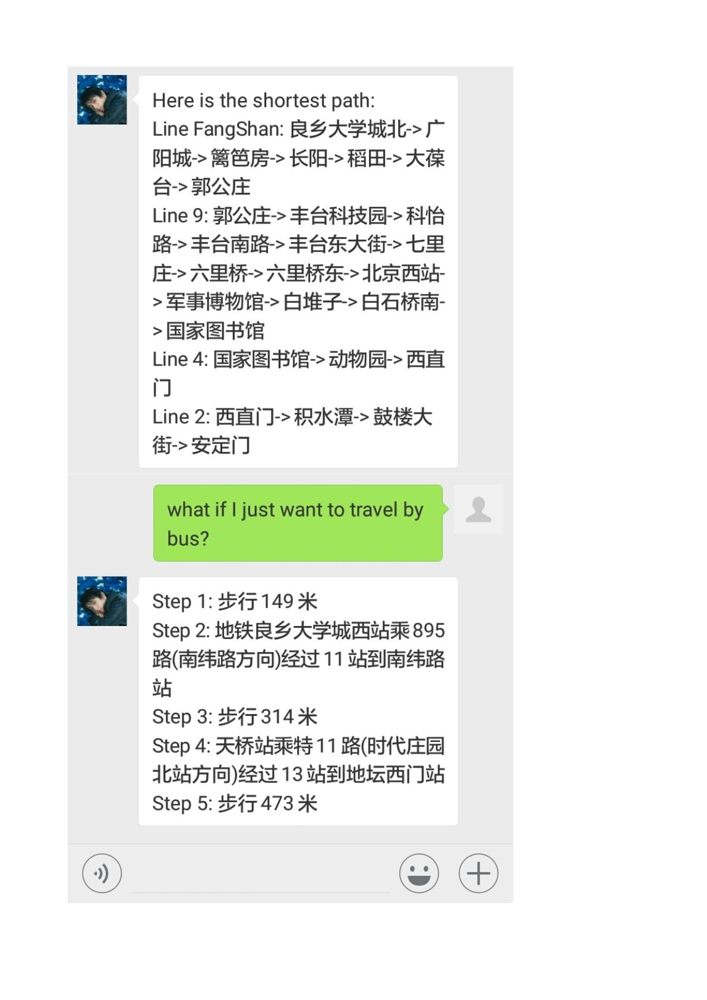 Here is the shortest path:
Line FangShan: 良乡大学城北-> 广
阳城-> 篱笆房-> 长阳-> 稻田-> 大葆
台-> 郭公庄
Line 9: 郭公庄-> 丰台科技园-> 科怡
路-> 丰台南路-> 丰台东大街-> 七里
庄-> 六里桥-> 六里桥东-> 北京西站-
> 军事博物馆-> 白堆子-> 白石桥南-
> 国家图书馆
Line 4: 国家图书馆-> 动物园-> 西直
门
Line 2: 西直门-> 积水潭-> 鼓楼大
街-> 安定门
what if I just want to travel by
bus?
Step 1: 步行 149 米
Step 2: 地铁良乡大学城西站乘 895
路(南纬路方向)经过 11 站到南纬路
站
Step 3: 步行 314 米
Step 4: 天桥站乘特 11 路(时代庄园
北站方向)经过 13 站到地坛西门站
Step 5: 步行 473 米